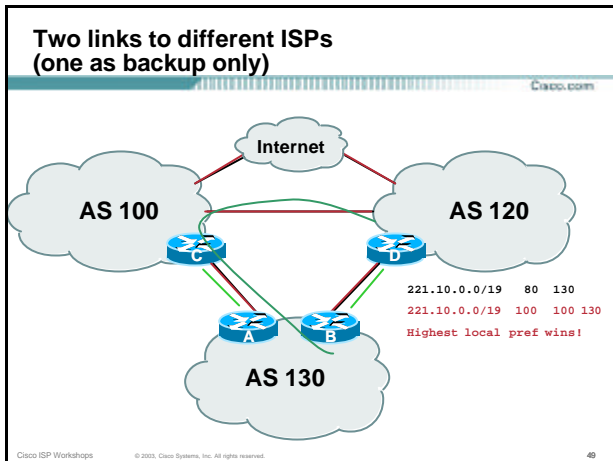 Two links to different ISPs
(one as backup only)
Cisco.com
Internet
AS 100
AS 120
C
D
221.10.0.0/19 80 130
221.10.0.0/19 100 100 130
Highest local pref wins!
A
B
AS 130
Cisco ISP Workshops © 2003, Cisco Systems, Inc. All rights reserved. 49